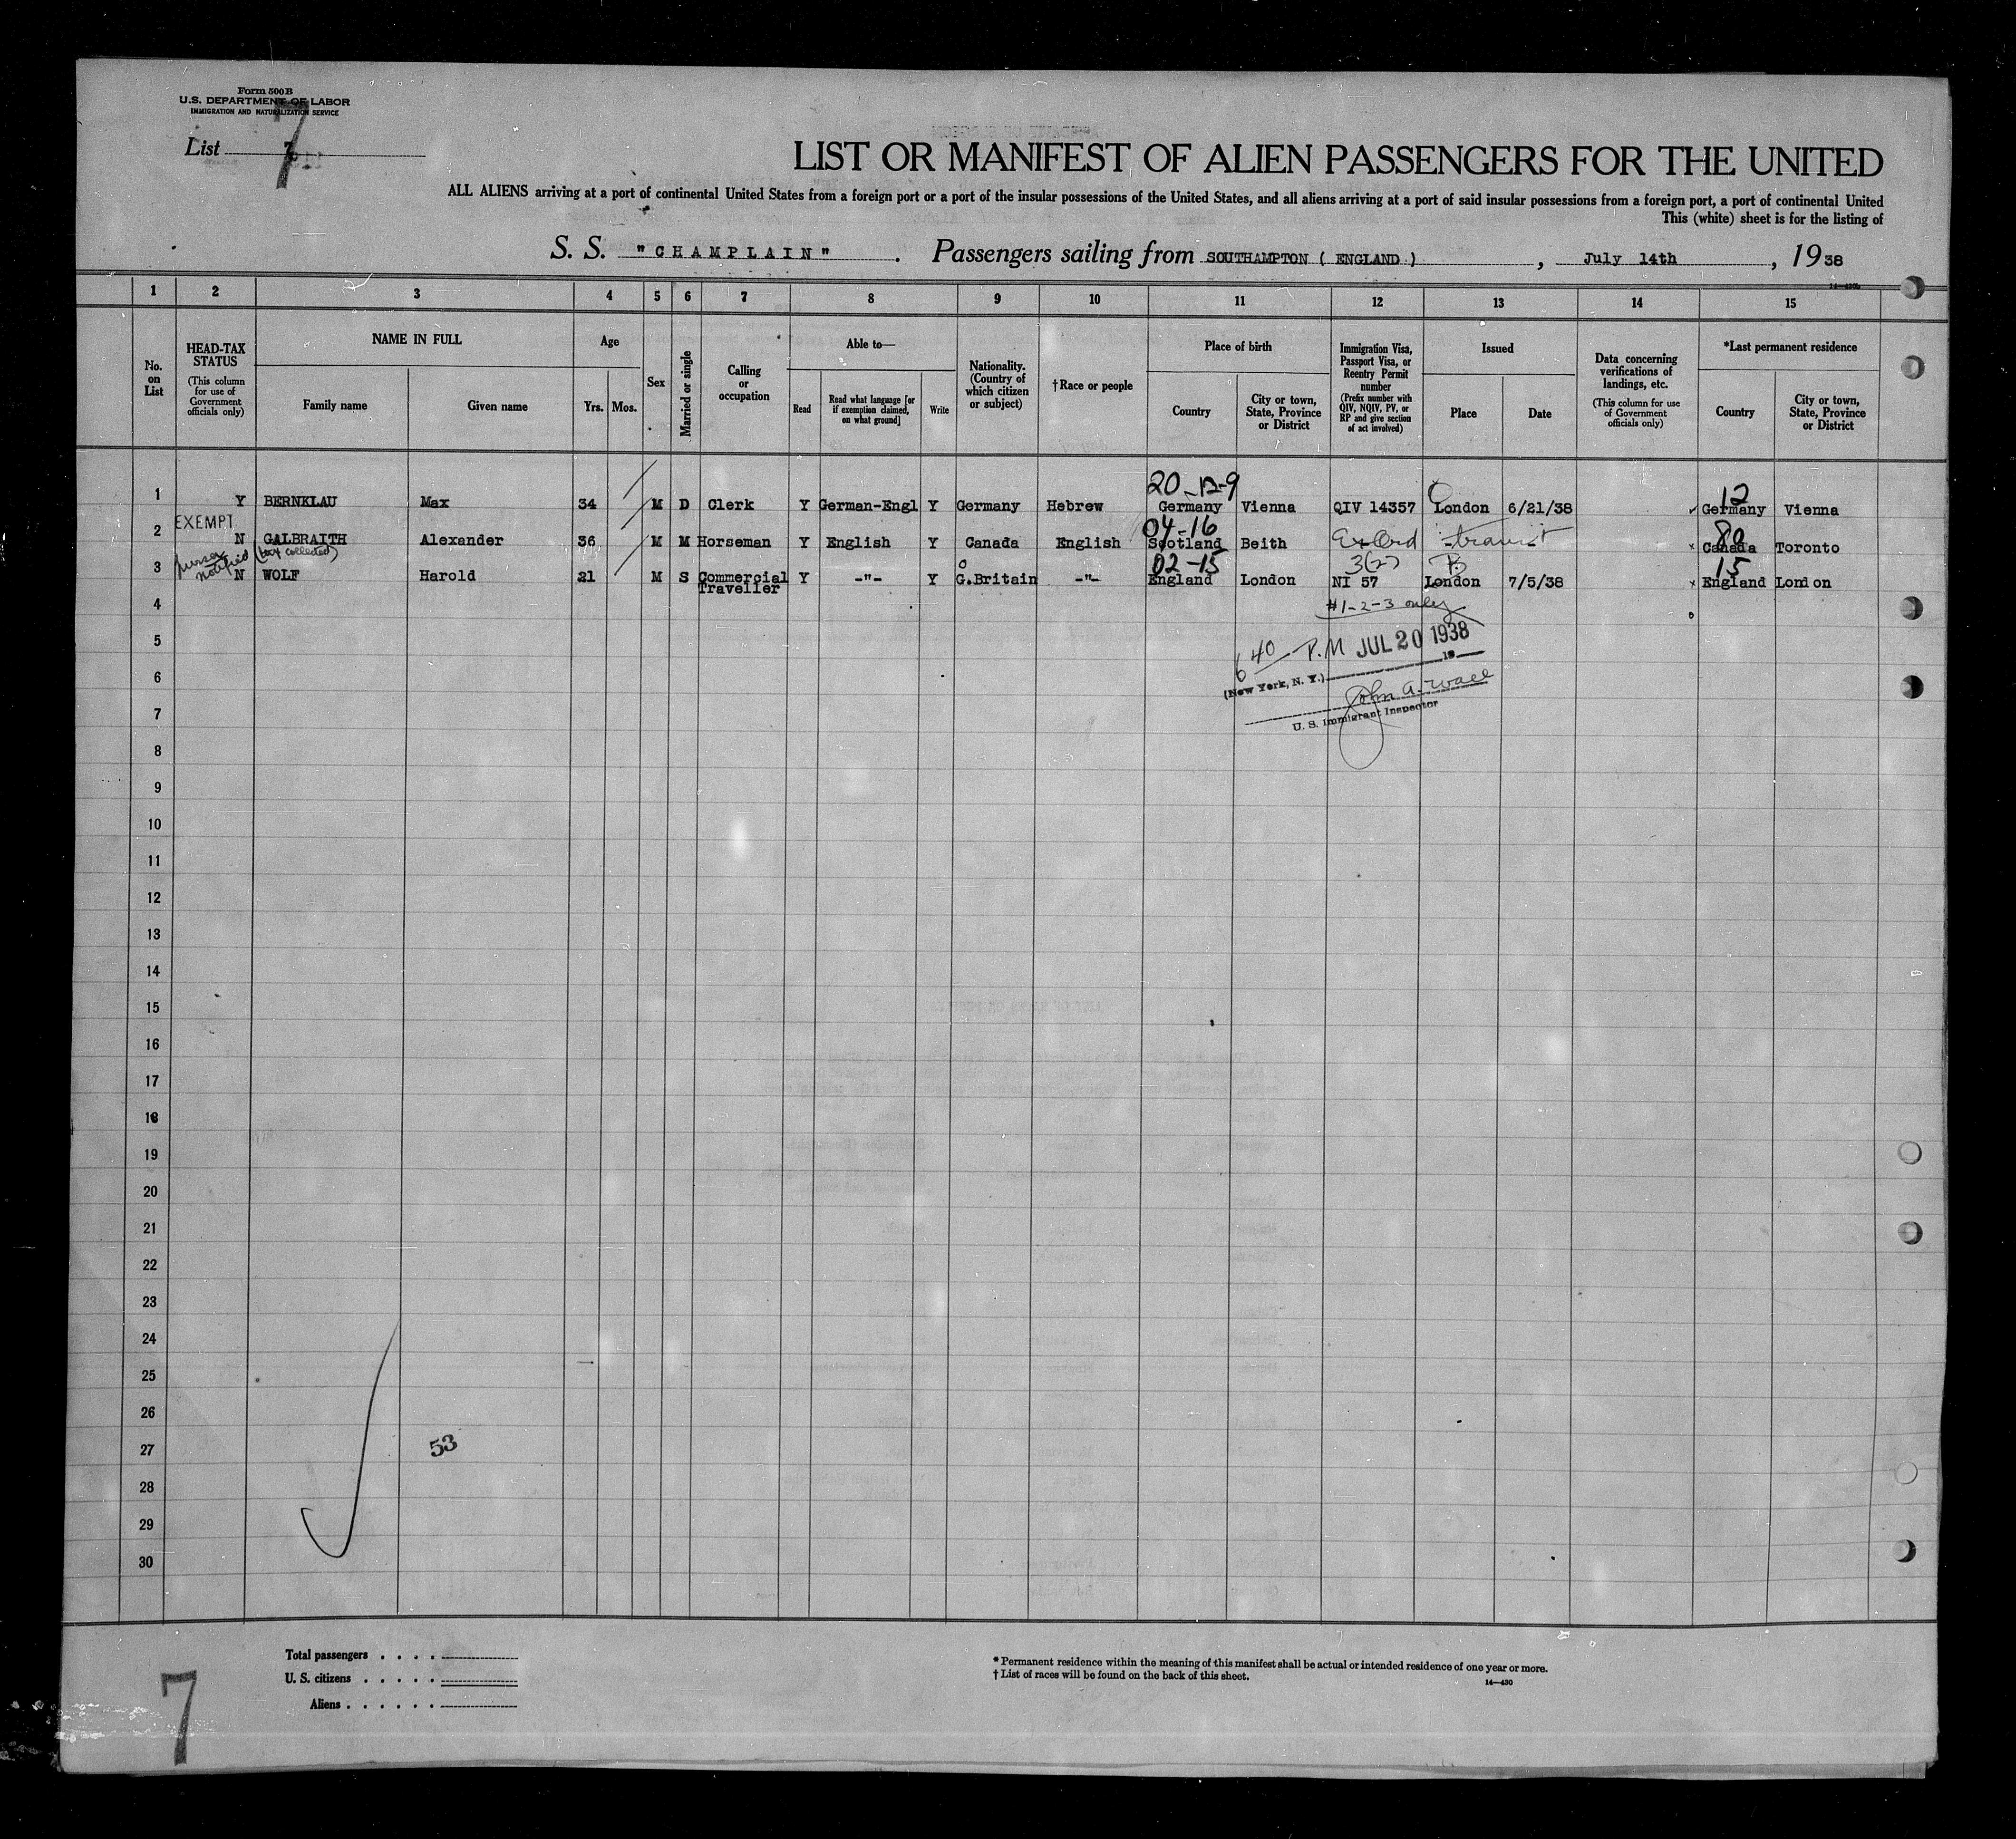 Form 500B
U.S. DEPARTMENT OF LABOR
IMMIGRATION AND NATURALIZATION SERVICE
List 7
7
LIST OR MANIFEST OF ALIEN PASSENGERS FOR THE UNITED
ALL ALIENS arriving at a port of continental United States from a foreign port or a port of the insular possessions of the United States, and all aliens arriving at a port of said insular possessions from a foreign port, a port of continental United
This (white) sheet is for the listing of
S. S. "CHAMPLAIN". Passengers sailing from SOUTHAMPTON ( ENGLAND ), July 14th, 1938
1 2 3 4 5 6 7 8 9 10 11 12 13 14 15
No. on List
HEAD-TAX STATUS
(This column for use of Government officials only)
NAME IN FULL
Family name Given name
Age
Yrs. Mos.
Sex
Married or single
Calling or occupation
Able to—
Read Read what language [or if exemption claimed, on what ground] Write
Nationality. (Country of which citizen or subject)
†Race or people
Place of birth
Country City or town, State, Province or District
Immigration Visa, Passport Visa, or Reentry Permit number
(Prefix number with QIV, NQIV, PV, or RP and give section of act involved)
Issued
Place Date
Data concerning verifications of landings, etc.
(This column for use of Government officials only)
*Last permanent residence
Country City or town, State, Province or District
20-12-9 12
1 Y BERNKLAU Max 34 M D Clerk Y German-Engl Y Germany Hebrew Germany Vienna QIV 14357 London 6/21/38 Germany Vienna
EXEMPT 04-16 80
2 N GALBRAITH Alexander 36 M M Horseman Y English Y Canada English Scotland Beith Ex Ord transit Canada Toronto
purser notified (tax collected) 02-15 3(2) 15
3 N WOLF Harold 21 M S Commercial Traveller Y -"- Y G.Britain -"- England London NI 57 London 7/5/38 England London
4
#1-2-3 only
5
6 40 P.M JUL 20 1938
6
(New York, N. Y.) 19
John A. Wall
7
U. S. Immigrant Inspector
8
9
10
11
12
13
14
15
16
17
18
19
20
21
22
23
24
25
26
27
53
28
29
30
Total passengers . . . .
U. S. citizens . . . . .
Aliens . . . . . .
* Permanent residence within the meaning of this manifest shall be actual or intended residence of one year or more.
† List of races will be found on the back of this sheet.
14—430
7